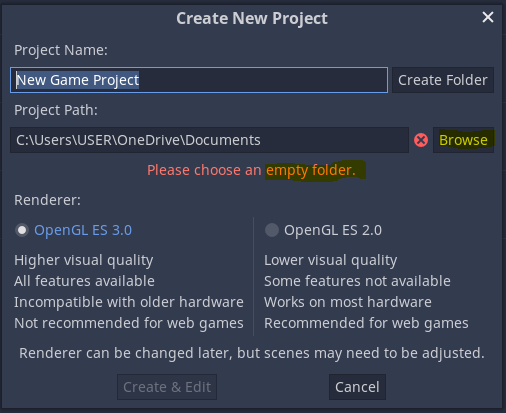 Create New Project
Project Name:
New Game Project
Create Folder
Project Path:
C:\Users\USER\OneDrive\Documents
Browse
Please choose an empty folder.
Renderer:
OpenGL ES 3.0
Higher visual quality
All features available
Incompatible with older hardware
Not recommended for web games
OpenGL ES 2.0
Lower visual quality
Some features not available
Works on most hardware
Recommended for web games
Renderer can be changed later, but scenes may need to be adjusted.
Create & Edit
Cancel